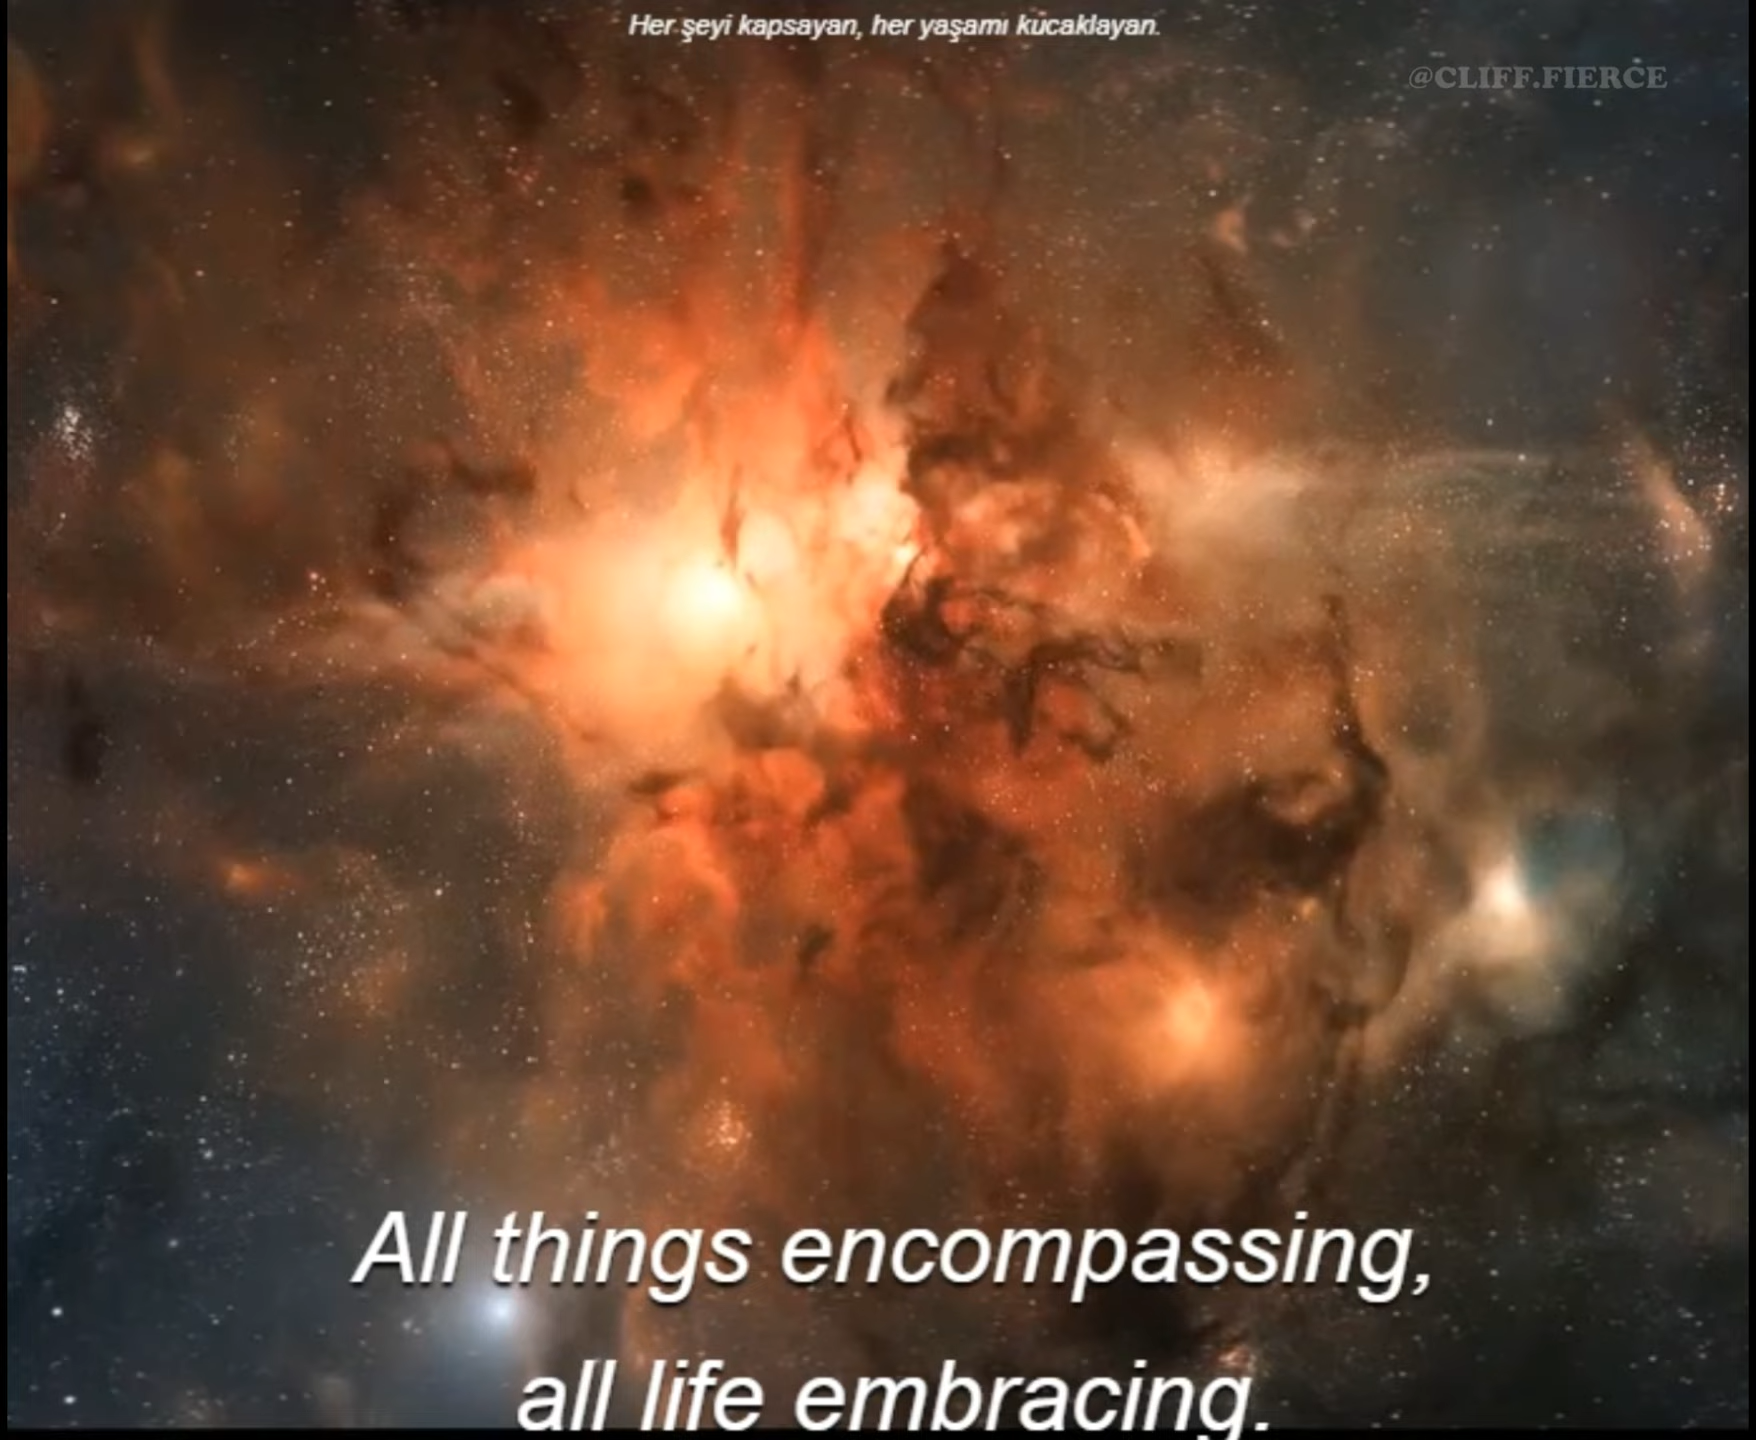 Her şeyi kapsayan, her yaşamı kucaklayan.
@CLIFF.FIERCE
All things encompassing,
all life embracing.